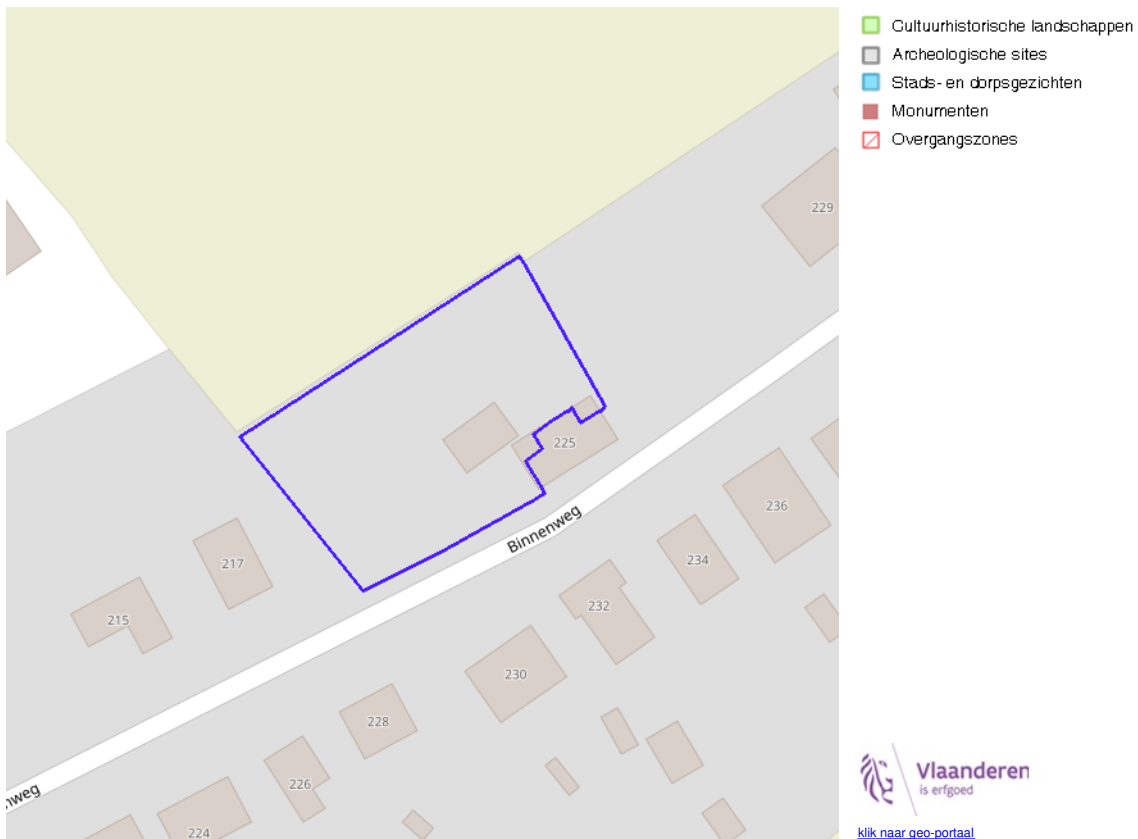 Cultuurhistorische landschappen
Archeologische sites
Stads- en dorpsgezichten
Monumenten
Overgangszones
229
225
Binnenweg
236
217
234
215
232
230
228
226
nweg
224
Vlaanderen
is erfgoed
klik naar geo-portaal